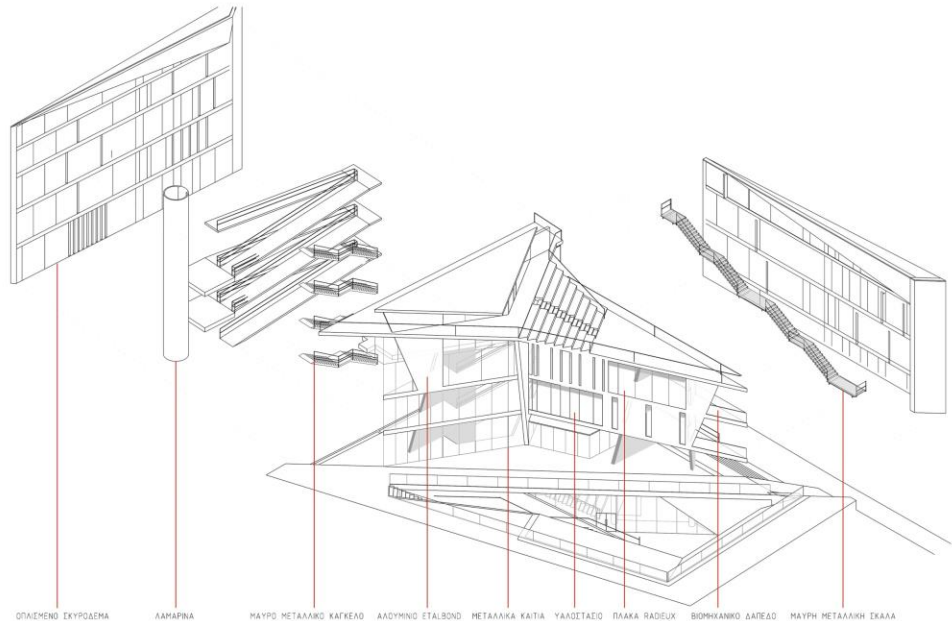 ΟΠΛΙΣΜΕΝΟ ΣΚΥΡΟΔΕΜΑ
ΛΑΜΑΡΙΝΑ
ΜΑΥΡΟ ΜΕΤΑΛΛΙΚΟ ΚΑΓΚΕΛΟ
ΑΛΟΥΜΙΝΙΟ ETALBOND
ΜΕΤΑΛΛΙΚΑ ΚΑΙΤΙΑ
ΥΑΛΟΣΤΑΣΙΟ
ΠΛΑΚΑ RADIEUX
ΒΙΟΜΗΧΑΝΙΚΟ ΔΑΠΕΔΟ
ΜΑΥΡΗ ΜΕΤΑΛΛΙΚΗ ΣΚΑΛΑ